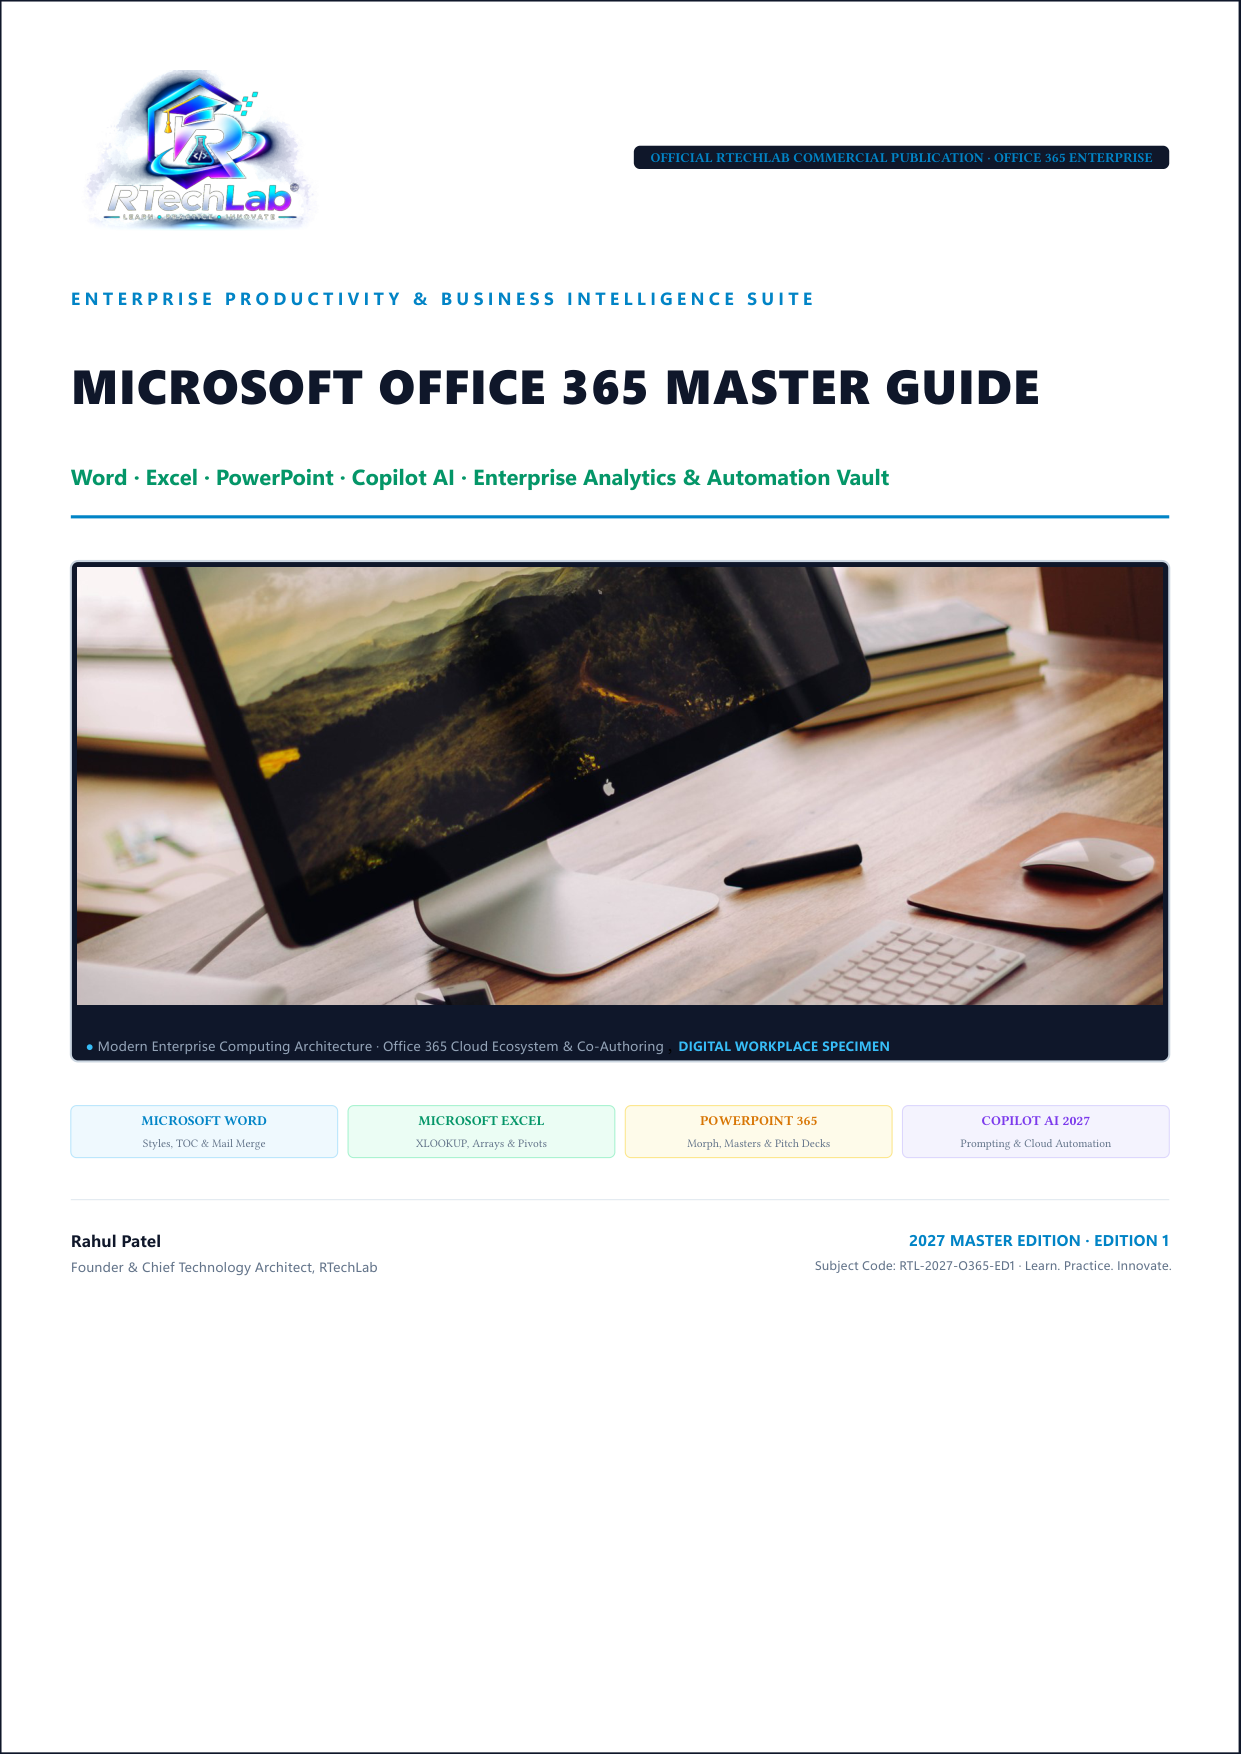 RTechLab
LEARN • PRACTICE • INNOVATE
OFFICIAL RTECHLAB COMMERCIAL PUBLICATION · OFFICE 365 ENTERPRISE
ENTERPRISE PRODUCTIVITY & BUSINESS INTELLIGENCE SUITE
MICROSOFT OFFICE 365 MASTER GUIDE
Word · Excel · PowerPoint · Copilot AI · Enterprise Analytics & Automation Vault
● Modern Enterprise Computing Architecture · Office 365 Cloud Ecosystem & Co-Authoring DIGITAL WORKPLACE SPECIMEN
MICROSOFT WORD
Styles, TOC & Mail Merge
MICROSOFT EXCEL
XLOOKUP, Arrays & Pivots
POWERPOINT 365
Morph, Masters & Pitch Decks
COPILOT AI 2027
Prompting & Cloud Automation
Rahul Patel
Founder & Chief Technology Architect, RTechLab
2027 MASTER EDITION · EDITION 1
Subject Code: RTL-2027-O365-ED1 · Learn. Practice. Innovate.